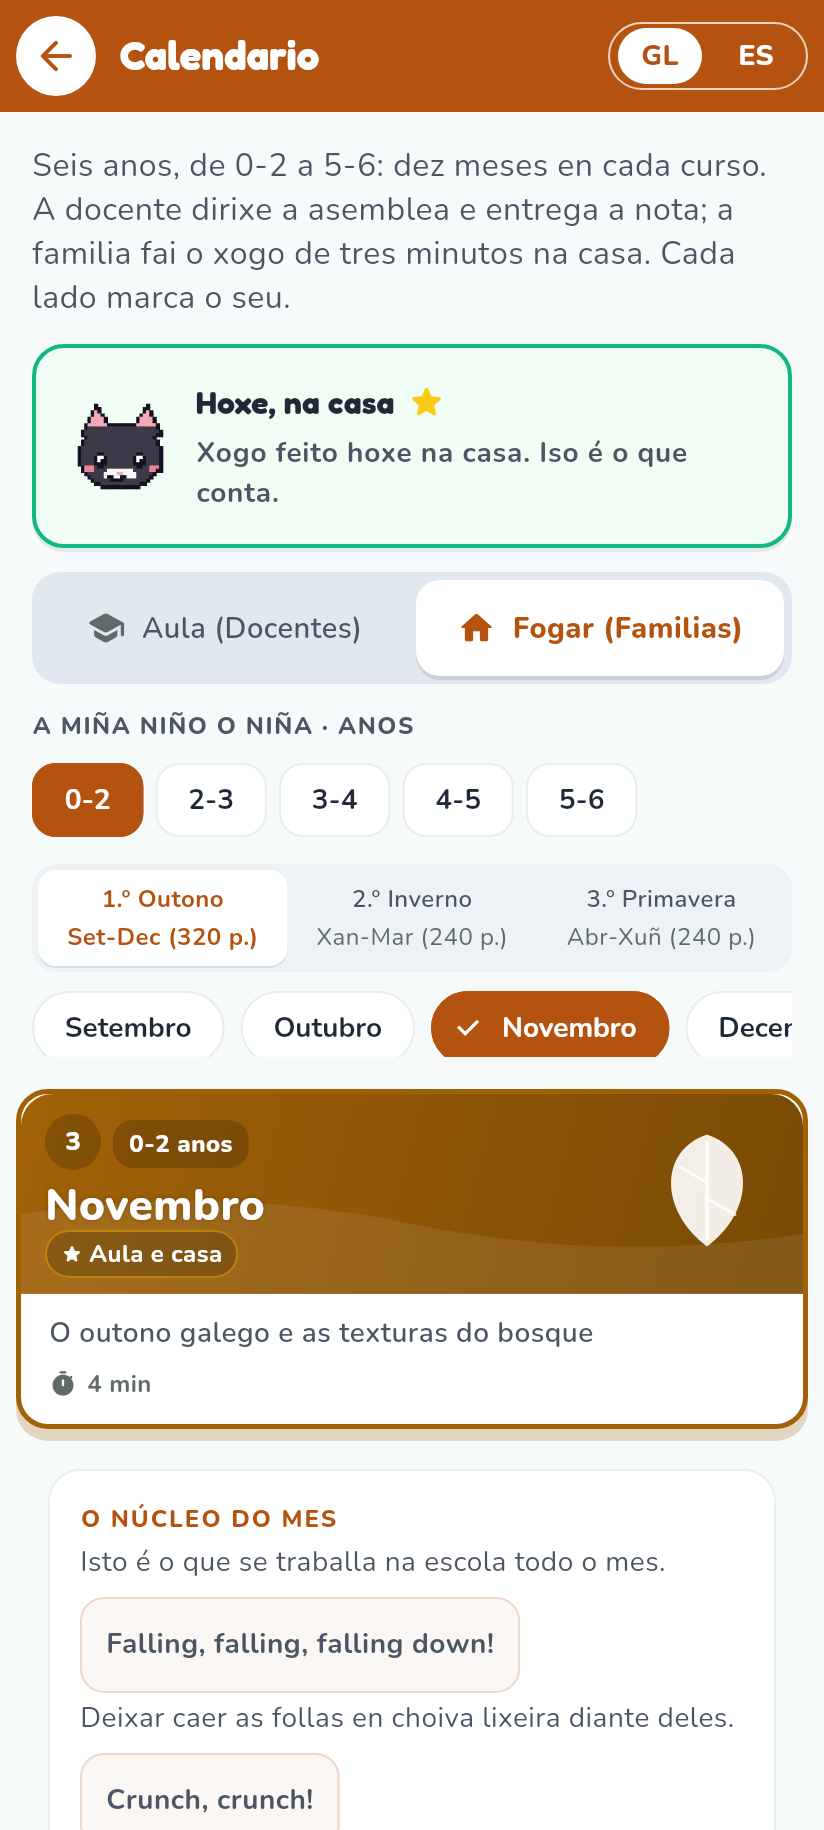 Calendario
GL ES
Seis anos, de 0-2 a 5-6: dez meses en cada curso.
A docente dirixe a asemblea e entrega a nota; a
familia fai o xogo de tres minutos na casa. Cada
lado marca o seu.
Hoxe, na casa
Xogo feito hoxe na casa. Iso é o que
conta.
Aula (Docentes) Fogar (Familias)
A MIÑA NIÑO O NIÑA · ANOS
0-2 2-3 3-4 4-5 5-6
1.º Outono 2.º Inverno 3.º Primavera
Set-Dec (320 p.) Xan-Mar (240 p.) Abr-Xuñ (240 p.)
Setembro Outubro Novembro Decem
3 0-2 anos
Novembro
Aula e casa
O outono galego e as texturas do bosque
4 min
O NÚCLEO DO MES
Isto é o que se traballa na escola todo o mes.
Falling, falling, falling down!
Deixar caer as follas en choiva lixeira diante deles.
Crunch, crunch!